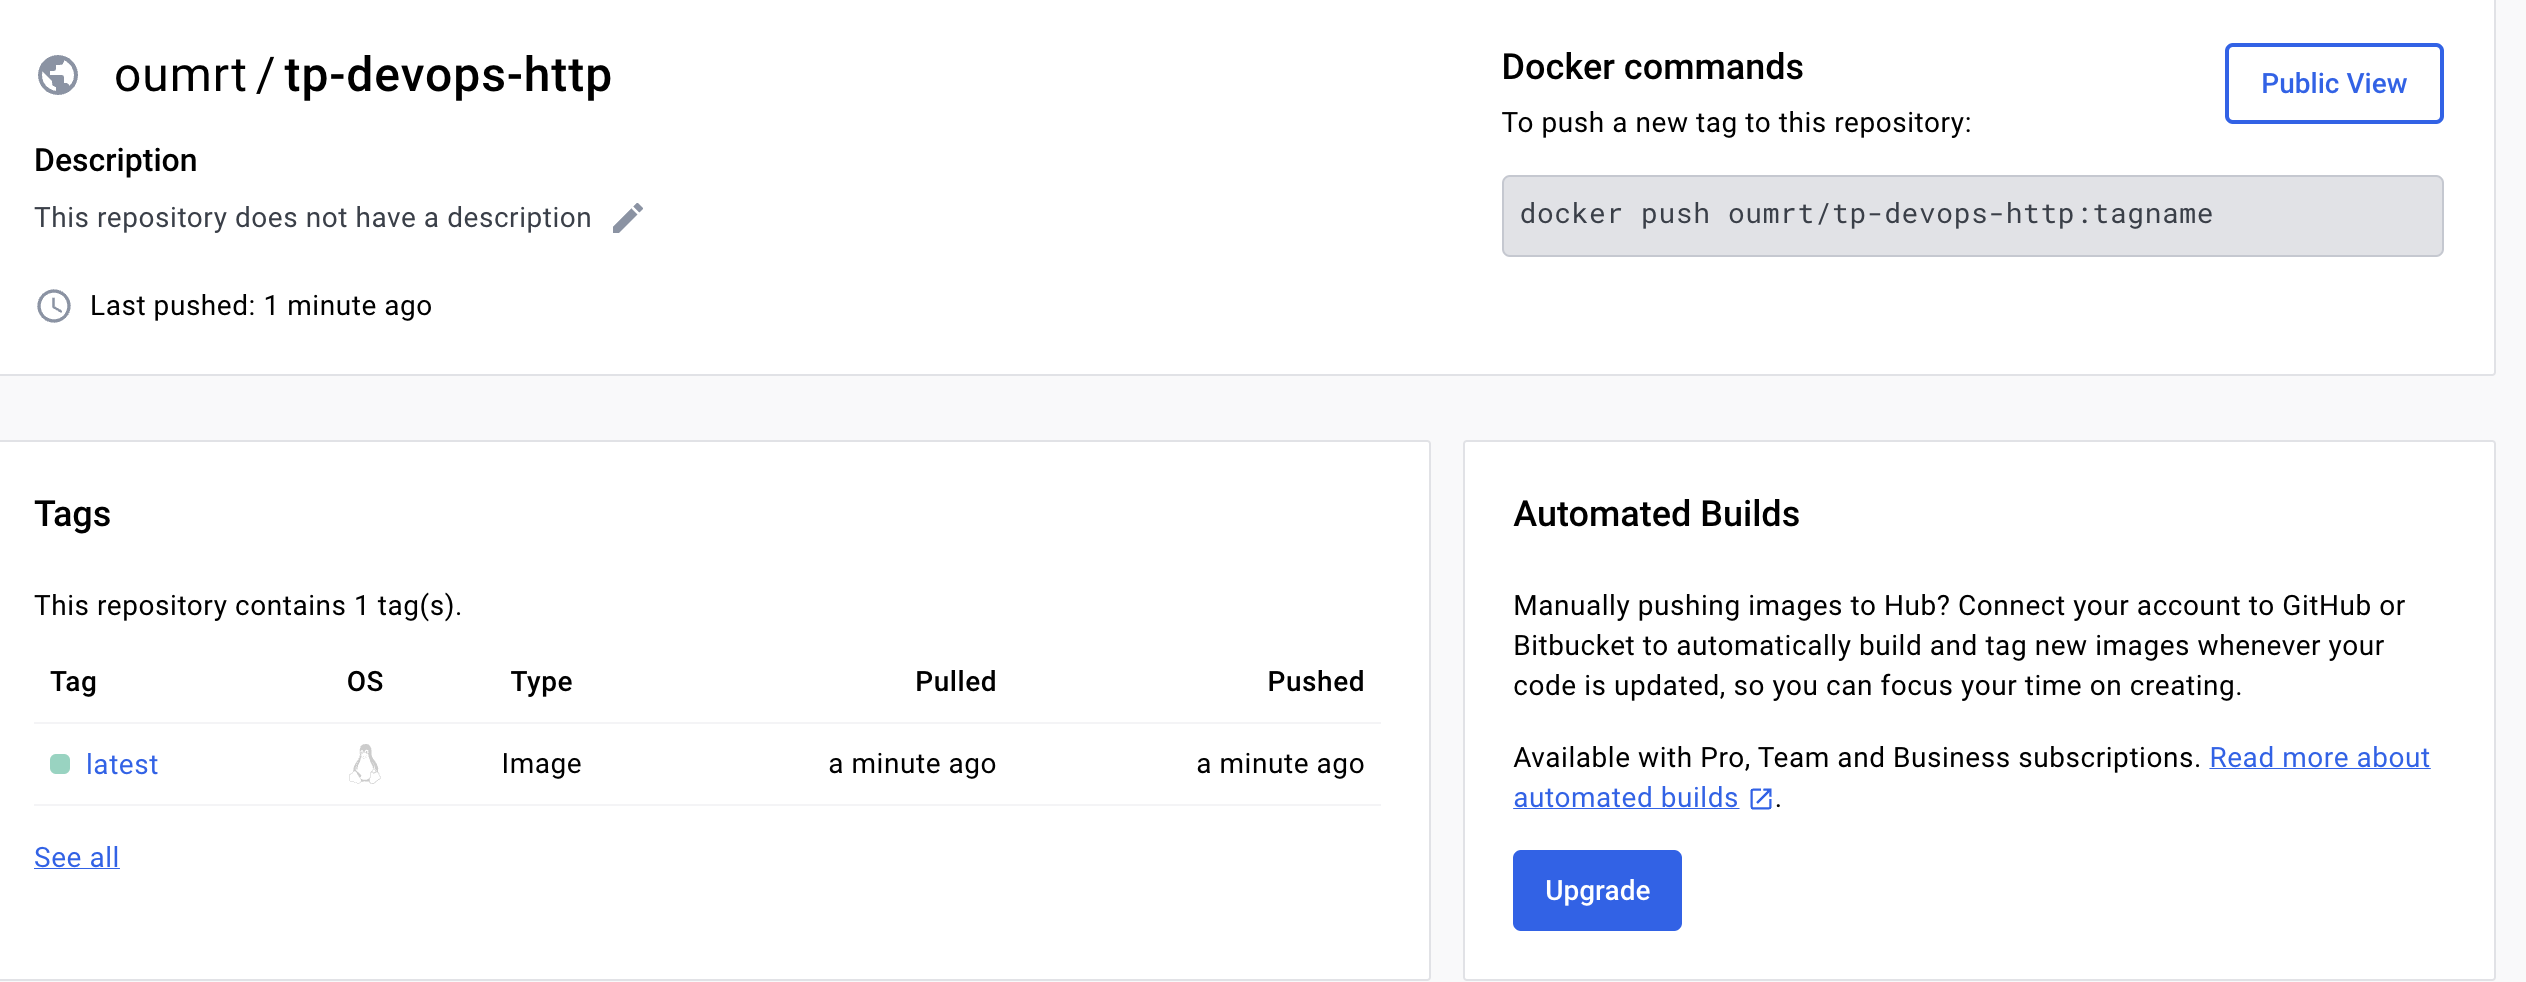 oumrt / tp-devops-http
Description
This repository does not have a description
Last pushed: 1 minute ago
Docker commands
To push a new tag to this repository:
Public View
docker push oumrt/tp-devops-http:tagname
Tags
This repository contains 1 tag(s).
Tag OS Type Pulled Pushed
latest Image a minute ago a minute ago
See all
Automated Builds
Manually pushing images to Hub? Connect your account to GitHub or
Bitbucket to automatically build and tag new images whenever your
code is updated, so you can focus your time on creating.
Available with Pro, Team and Business subscriptions. Read more about
automated builds .
Upgrade